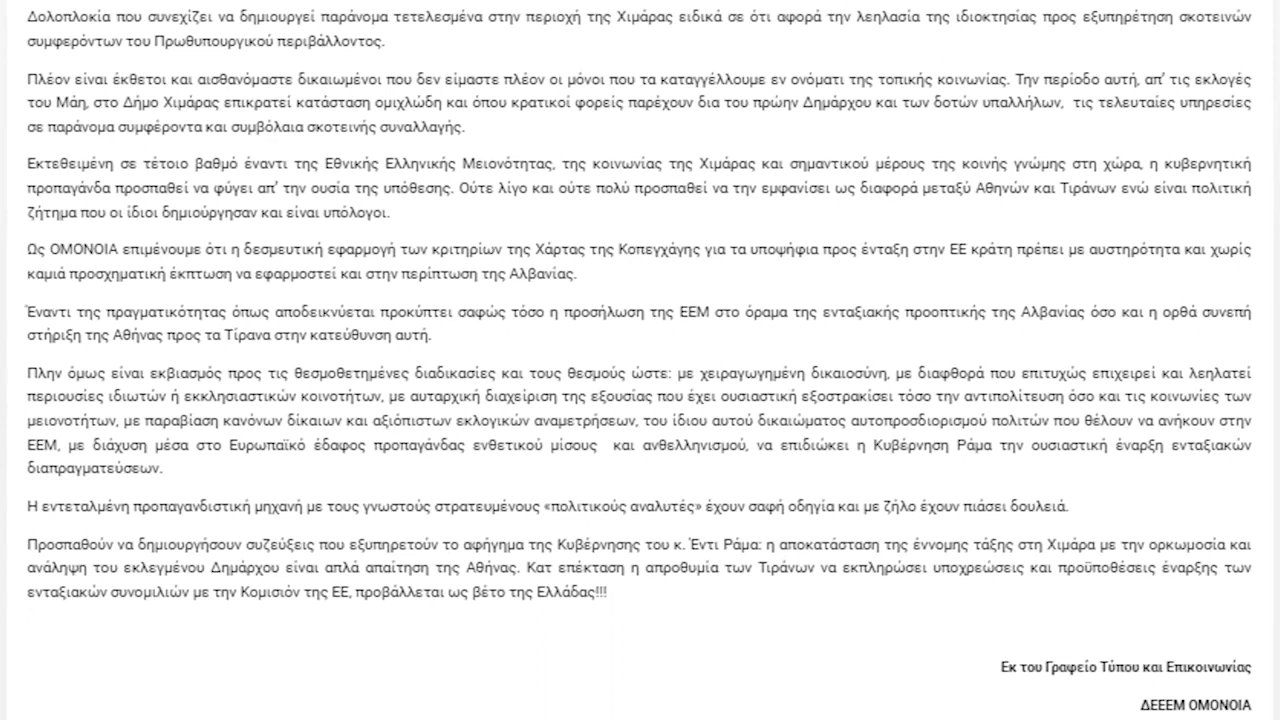 Δολοπλοκία που συνεχίζει να δημιουργεί παράνομα τετελεσμένα στην περιοχή της Χιμάρας ειδικά σε ότι αφορά την λεηλασία της ιδιοκτησίας προς εξυπηρέτηση σκοτεινών
συμφερόντων του Πρωθυπουργικού περιβάλλοντος.
Πλέον είναι έκθετοι και αισθανόμαστε δικαιωμένοι που δεν είμαστε πλέον οι μόνοι που τα καταγγέλλουμε εν ονόματι της τοπικής κοινωνίας. Την περίοδο αυτή, απ’ τις εκλογές
του Μάη, στο Δήμο Χιμάρας επικρατεί κατάσταση ομιχλώδη και όπου κρατικοί φορείς παρέχουν δια του πρώην Δημάρχου και των δοτών υπαλλήλων, τις τελευταίες υπηρεσίες
σε παράνομα συμφέροντα και συμβόλαια σκοτεινής συναλλαγής.
Εκτεθειμένη σε τέτοιο βαθμό έναντι της Εθνικής Ελληνικής Μειονότητας, της κοινωνίας της Χιμάρας και σημαντικού μέρους της κοινής γνώμης στη χώρα, η κυβερνητική
προπαγάνδα προσπαθεί να φύγει απ’ την ουσία της υπόθεσης. Ούτε λίγο και ούτε πολύ προσπαθεί να την εμφανίσει ως διαφορά μεταξύ Αθηνών και Τιράνων ενώ είναι πολιτική
ζήτημα που οι ίδιοι δημιούργησαν και είναι υπόλογοι.
Ως ΟΜΟΝΟΙΑ επιμένουμε ότι η δεσμευτική εφαρμογή των κριτηρίων της Χάρτας της Κοπεγχάγης για τα υποψήφια προς ένταξη στην ΕΕ κράτη πρέπει με αυστηρότητα και χωρίς
καμιά προσχηματική έκπτωση να εφαρμοστεί και στην περίπτωση της Αλβανίας.
Έναντι της πραγματικότητας όπως αποδεικνύεται προκύπτει σαφώς τόσο η προσήλωση της ΕΕΜ στο όραμα της ενταξιακής προοπτικής της Αλβανίας όσο και η ορθά συνεπή
στήριξη της Αθήνας προς τα Τίρανα στην κατεύθυνση αυτή.
Πλην όμως είναι εκβιασμός προς τις θεσμοθετημένες διαδικασίες και τους θεσμούς ώστε: με χειραγωγημένη δικαιοσύνη, με διαφθορά που επιτυχώς επιχειρεί και λεηλατεί
περιουσίες ιδιωτών ή εκκλησιαστικών κοινοτήτων, με αυταρχική διαχείριση της εξουσίας που έχει ουσιαστική εξοστρακίσει τόσο την αντιπολίτευση όσο και τις κοινωνίες των
μειονοτήτων, με παραβίαση κανόνων δίκαιων και αξιόπιστων εκλογικών αναμετρήσεων, του ίδιου αυτού δικαιώματος αυτοπροσδιορισμού πολιτών που θέλουν να ανήκουν στην
ΕΕΜ, με διάχυση μέσα στο Ευρωπαϊκό έδαφος προπαγάνδας ενθετικού μίσους και ανθελληνισμού, να επιδιώκει η Κυβέρνηση Ράμα την ουσιαστική έναρξη ενταξιακών
διαπραγματεύσεων.
Η εντεταλμένη προπαγανδιστική μηχανή με τους γνωστούς στρατευμένους «πολιτικούς αναλυτές» έχουν σαφή οδηγία και με ζήλο έχουν πιάσει δουλειά.
Προσπαθούν να δημιουργήσουν συζεύξεις που εξυπηρετούν το αφήγημα της Κυβέρνησης του κ. Έντι Ράμα: η αποκατάσταση της έννομης τάξης στη Χιμάρα με την ορκωμοσία και
ανάληψη του εκλεγμένου Δημάρχου είναι απλά απαίτηση της Αθήνας. Κατ επέκταση η απροθυμία των Τιράνων να εκπληρώσει υποχρεώσεις και προϋποθέσεις έναρξης των
ενταξιακών συνομιλιών με την Κομισιόν της ΕΕ, προβάλλεται ως βέτο της Ελλάδας!!!
Εκ του Γραφείο Τύπου και Επικοινωνίας
ΔΕΕΕΜ ΟΜΟΝΟΙΑ